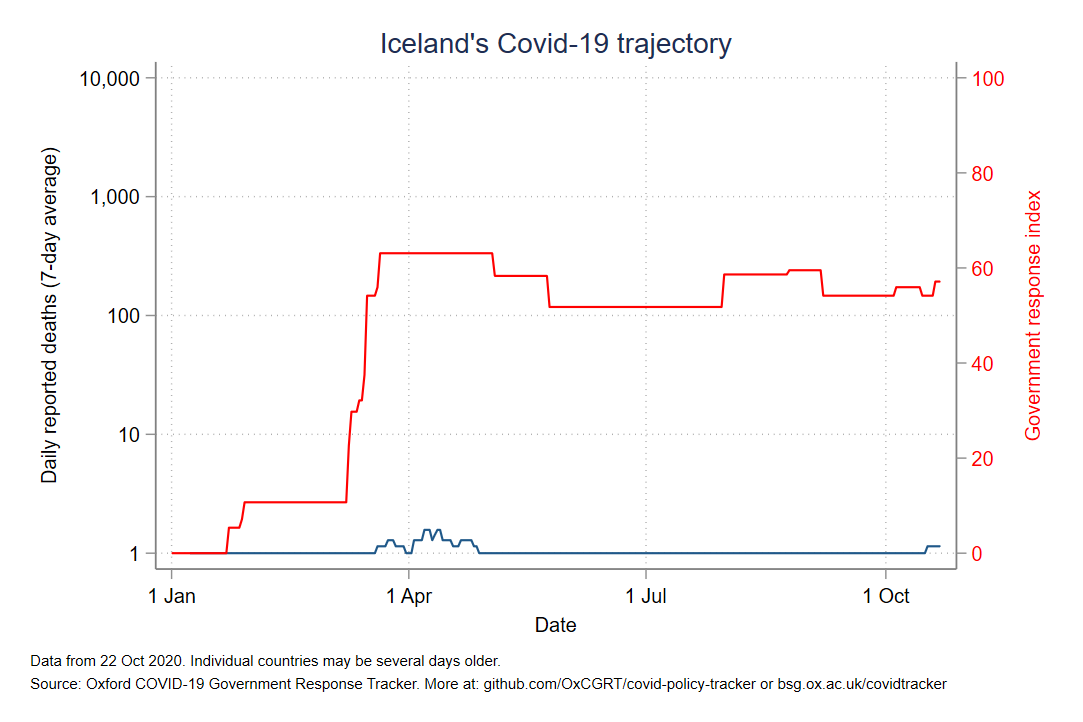 Iceland's Covid-19 trajectory
10,000
1,000
100
10
1
Daily reported deaths (7-day average)
100
80
60
40
20
0
Government response index
1 Jan
1 Apr
1 Jul
1 Oct
Date
Data from 22 Oct 2020. Individual countries may be several days older.
Source: Oxford COVID-19 Government Response Tracker. More at: github.com/OxCGRT/covid-policy-tracker or bsg.ox.ac.uk/covidtracker